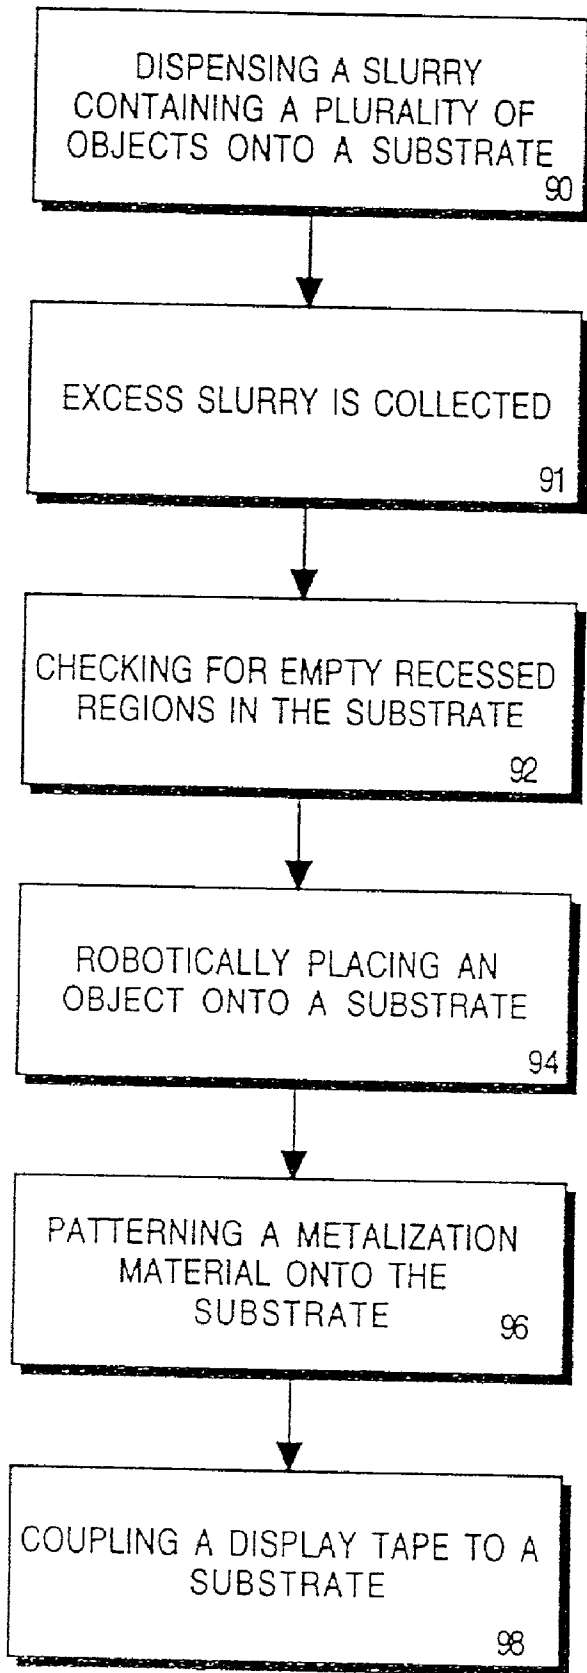 DISPENSING A SLURRY
CONTAINING A PLURALITY OF
OBJECTS ONTO A SUBSTRATE
90
EXCESS SLURRY IS COLLECTED
91
CHECKING FOR EMPTY RECESSED
REGIONS IN THE SUBSTRATE
92
ROBOTICALLY PLACING AN
OBJECT ONTO A SUBSTRATE
94
PATTERNING A METALIZATION
MATERIAL ONTO THE
SUBSTRATE
96
COUPLING A DISPLAY TAPE TO A
SUBSTRATE
98